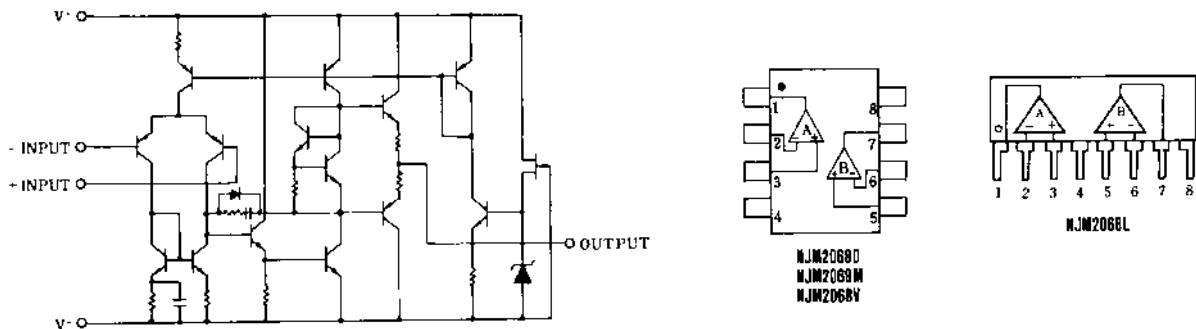 V+
- INPUT
+ INPUT
OUTPUT
V-
A
- +
B
+ -
1
2
3
4
8
7
6
5
NJM2068D
NJM2068M
NJM2068V
A
- +
B
+ -
1 2 3 4 5 6 7 8
NJM2068L